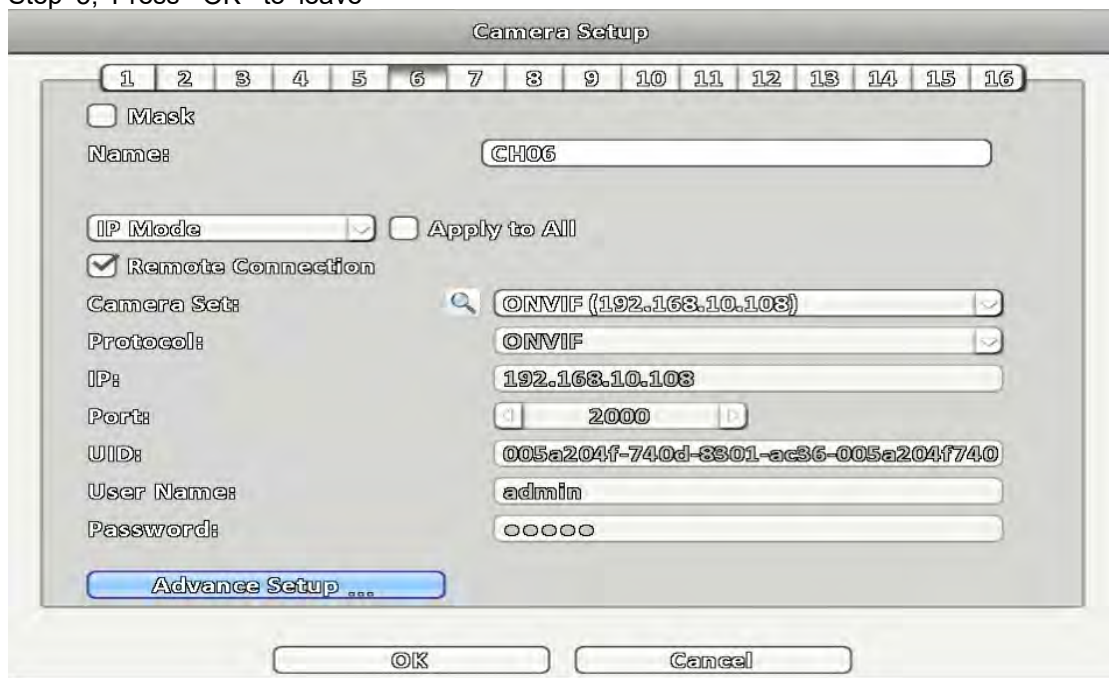 Step 5, Press "OK" to leave
Camera Setup
1 2 3 4 5 6 7 8 9 10 11 12 13 14 15 16
Mask
Name: CH06
IP Mode Apply to All
Remote Connection
Camera Set: ONVIF (192.168.10.108)
Protocol: ONVIF
IP: 192.168.10.108
Port: 2000
UID: 005a204f-740d-8301-ac36-005a204f740
User Name: admin
Password: ○○○○○
Advance Setup ...
OK Cancel